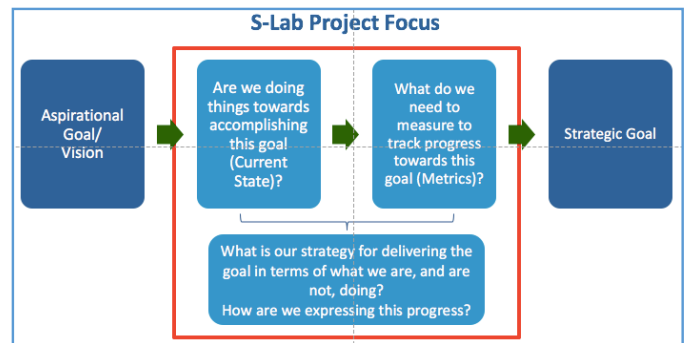 S-Lab Project Focus
Aspirational
Goal/
Vision
Are we doing
things towards
accomplishing
this goal
(Current
State)?
What do we
need to
measure to
track progress
towards this
goal (Metrics)?
Strategic Goal
What is our strategy for delivering the
goal in terms of what we are, and are
not, doing?
How are we expressing this progress?